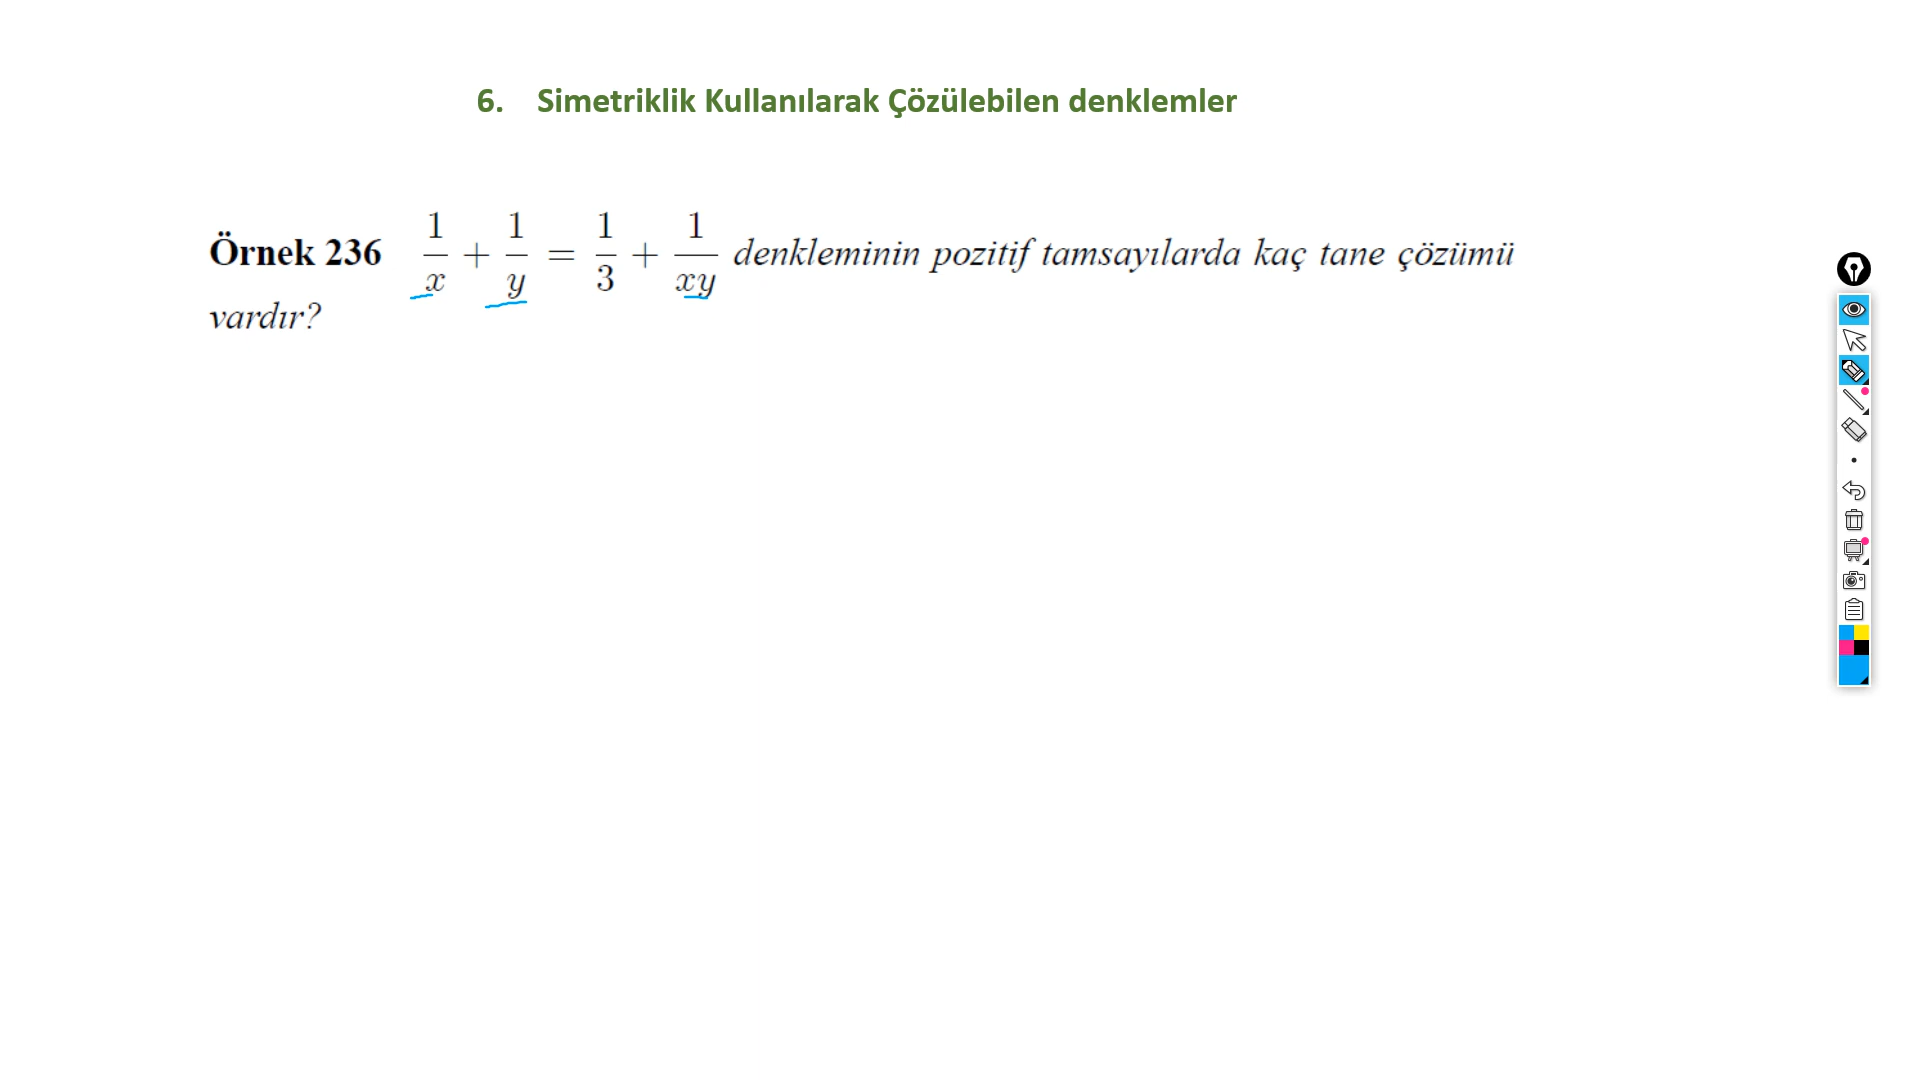 6. Simetriklik Kullanılarak Çözülebilen denklemler
Örnek 236 1/x + 1/y = 1/3 + 1/xy denkleminin pozitif tamsayılarda kaç tane çözümü
vardır?